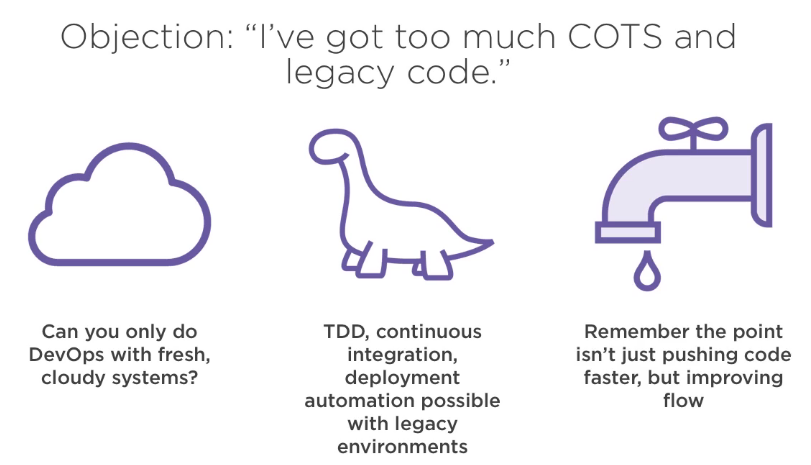 Objection: “I’ve got too much COTS and
legacy code.”
Can you only do
DevOps with fresh,
cloudy systems?
TDD, continuous
integration,
deployment
automation possible
with legacy
environments
Remember the point
isn’t just pushing code
faster, but improving
flow